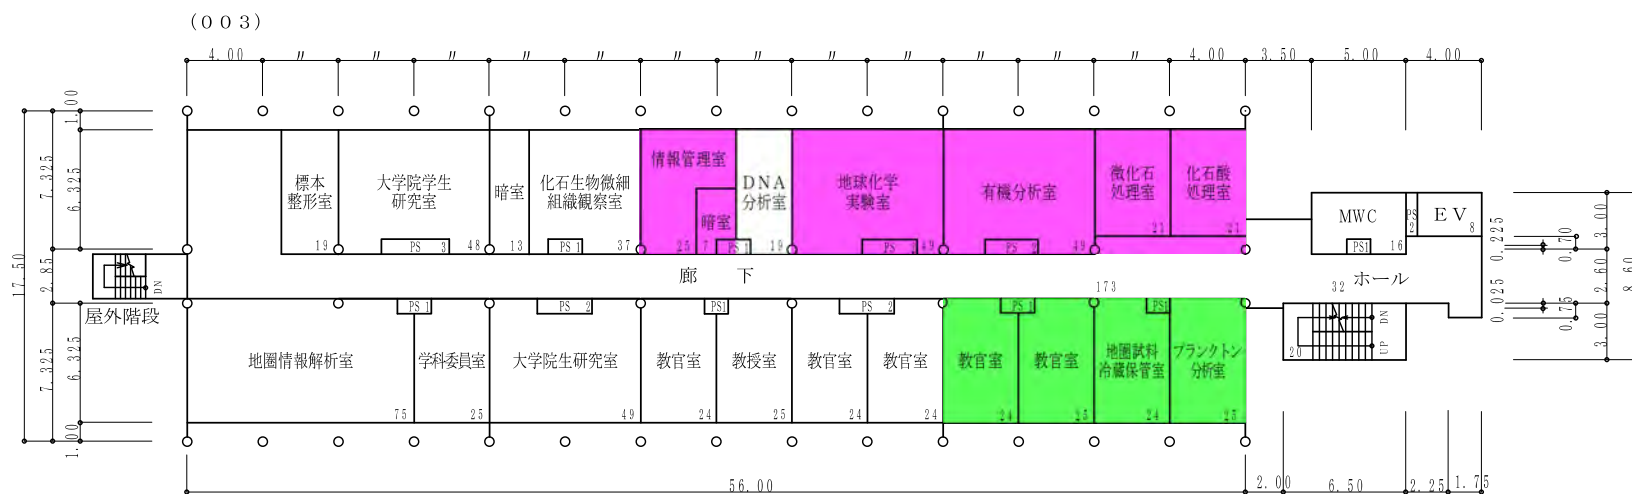 (003)
4.00 〃 〃 〃 〃 〃 〃 〃 〃 〃 〃 〃 〃 4.00 3.50 5.00 4.00
1.00
7.325
6.325
17.50
2.85
7.325
6.325
1.00
標本
整形室
19
大学院学生
研究室
PS 3
48
暗室
13
化石生物微細
組織観察室
PS 1
37
情報管理室
25
暗室
7
PS 1
DNA
分析室
19
地球化学
実験室
PS 3
49
有機分析室
PS 2
49
微化石
処理室
21
化石酸
処理室
21
MWC
PS1
16
PS
2
EV
8
廊 下
173
ホール
32
DN
屋外階段
地圏情報解析室
PS 1
75
学科委員室
25
大学院生研究室
PS 2
49
教官室
24
PS1
教授室
25
教官室
24
PS 2
教官室
24
教官室
24
PS 1
教官室
25
地圏試料
冷蔵保管室
PS1
24
プランクトン
分析室
25
20
UP
DN
0.225
0.70
3.00
2.60
8.60
0.025
0.75
3.00
56.00 2.00 6.50 2.25 1.75